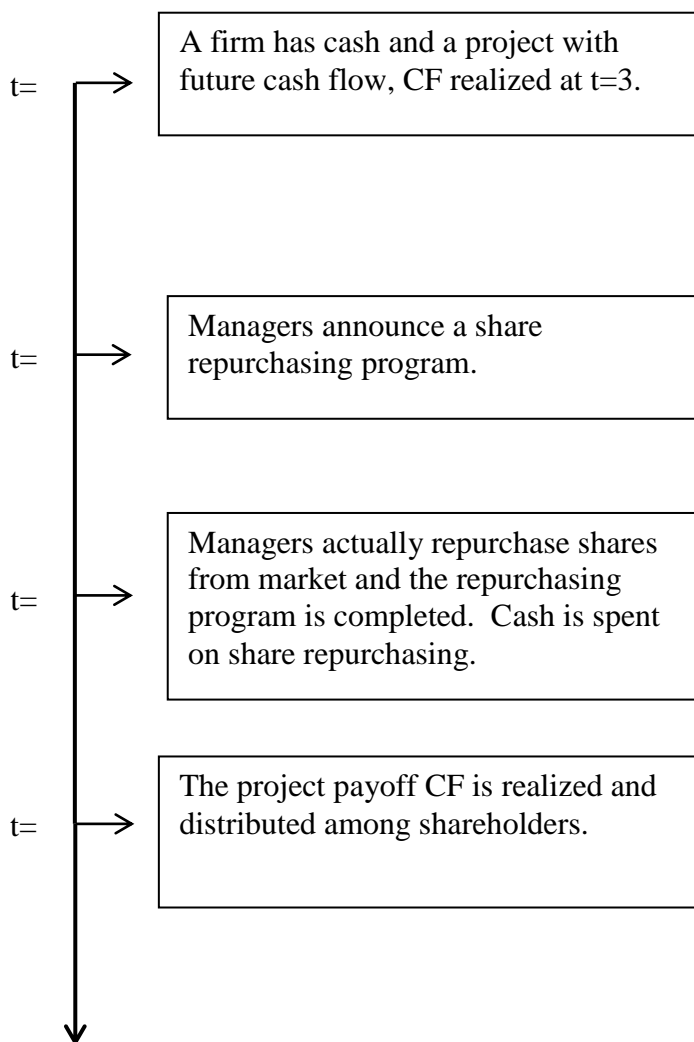 A firm has cash and a project with
t= future cash flow, CF realized at t=3.
Managers announce a share
t= repurchasing program.
Managers actually repurchase shares
from market and the repurchasing
t= program is completed.  Cash is spent
on share repurchasing.
The project payoff CF is realized and
t= distributed among shareholders.